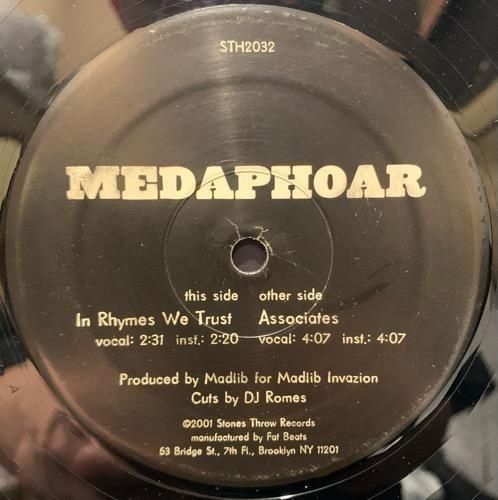 STH2032
MEDAPHOAR
this side other side
In Rhymes We Trust Associates
vocal: 2:31 inst.: 2:20 vocal: 4:07 inst.: 4:07
Produced by Madlib for Madlib Invazion
Cuts by DJ Romes
©2001 Stones Throw Records
manufactured by Fat Beats
53 Bridge St., 7th Fl., Brooklyn NY 11201